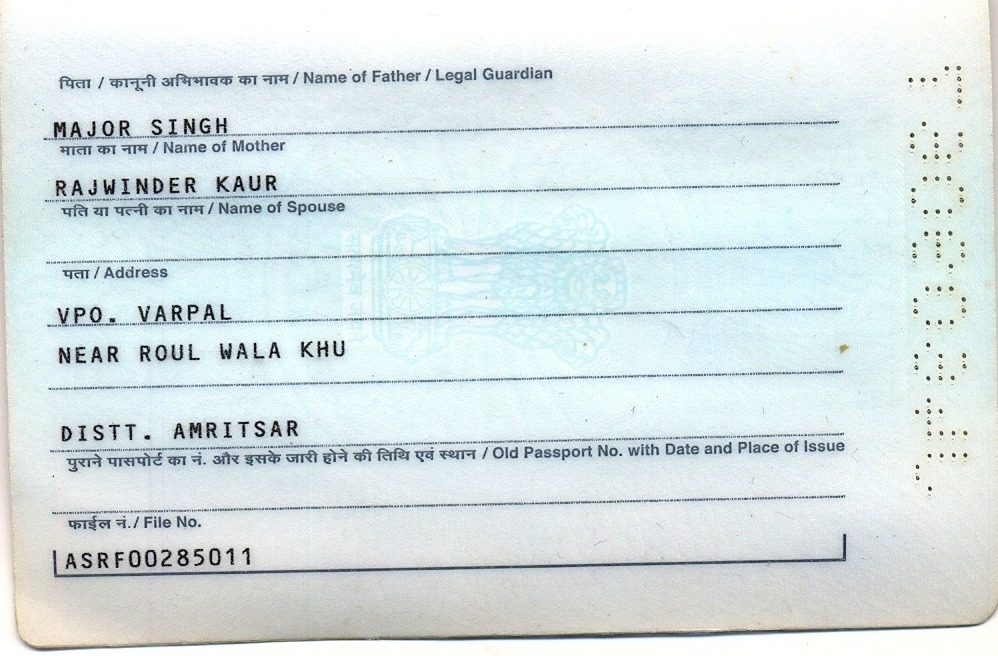 पिता / कानूनी अभिभावक का नाम / Name of Father / Legal Guardian
MAJOR SINGH
माता का नाम / Name of Mother
RAJWINDER KAUR
पति या पत्नी का नाम / Name of Spouse
पता / Address
VPO. VARPAL
NEAR ROUL WALA KHU
DISTT. AMRITSAR
पुराने पासपोर्ट का नं. और इसके जारी होने की तिथि एवं स्थान / Old Passport No. with Date and Place of Issue
फाईल नं./ File No.
ASRF00285011